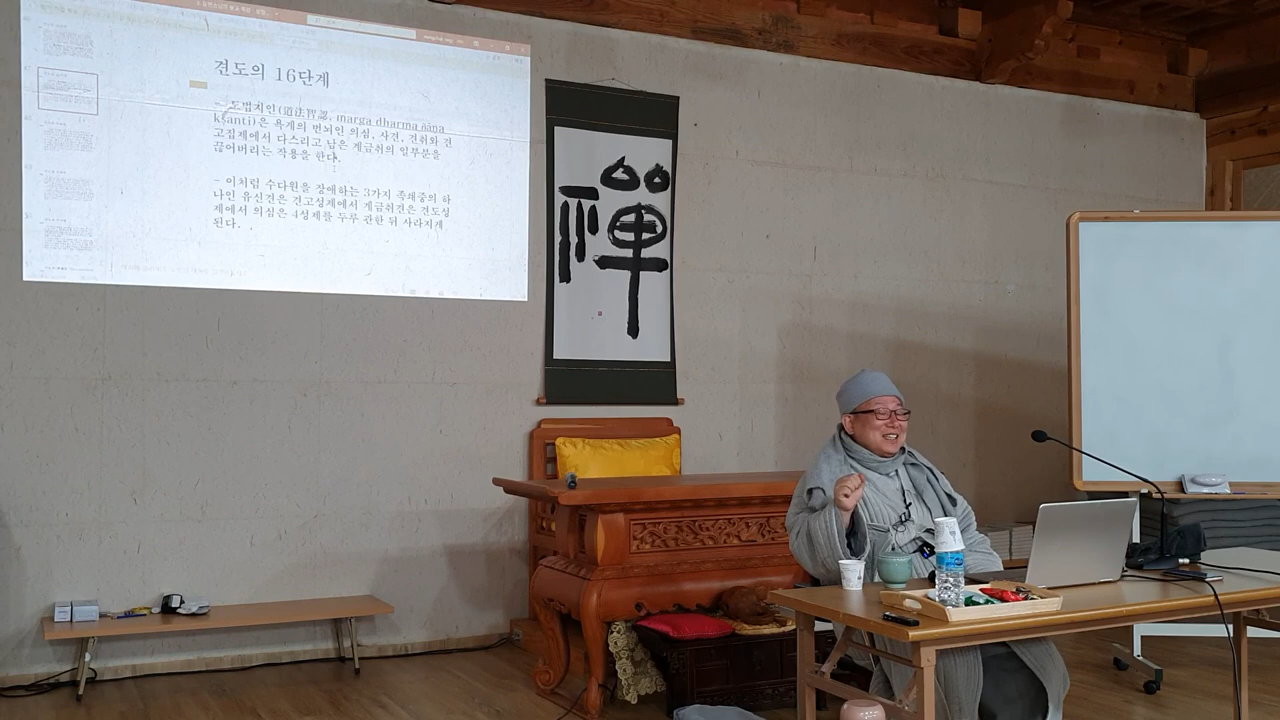 견도의 16단계
- 도법지인(道法智認, marga dharma ñāna
kṣanti)은 욕계의 번뇌인 의심, 사견, 견취와 견
고집제에서 다스리고 남은 계금취의 일부분을
끊어버리는 작용을 한다.
- 이처럼 수다원을 장애하는 3가지 족쇄중의 하
나인 유신견은 견고성제에서 계금취견은 견도성
제에서 의심은 4성제를 두루 관한 뒤 사라지게
된다.
禪